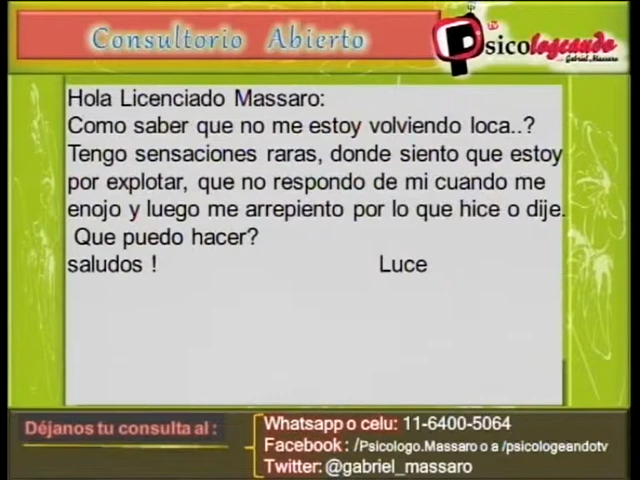 Consultorio Abierto
Psicologeando
TV
Gabriel Massaro
Hola Licenciado Massaro:
Como saber que no me estoy volviendo loca..?
Tengo sensaciones raras, donde siento que estoy
por explotar, que no respondo de mi cuando me
enojo y luego me arrepiento por lo que hice o dije.
Que puedo hacer?
saludos ! Luce
Déjanos tu consulta al :
Whatsapp o celu: 11-6400-5064
Facebook : /Psicologo.Massaro o a /psicologeandotv
Twitter: @gabriel_massaro